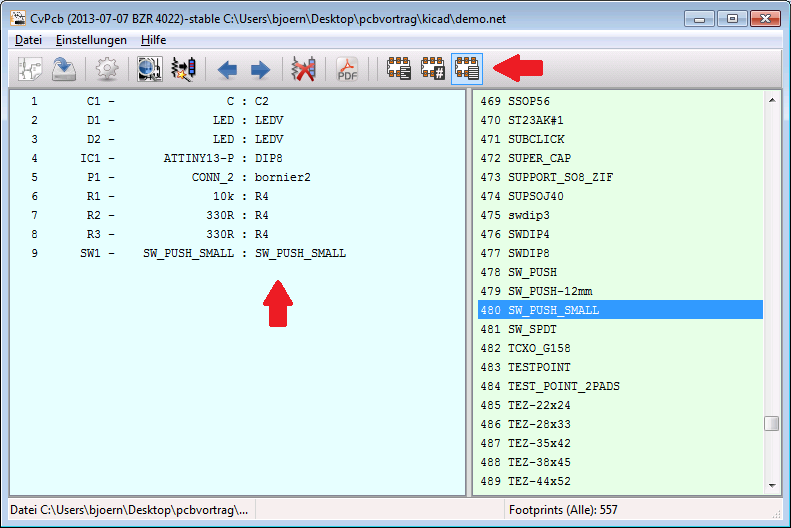 CvPcb (2013-07-07 BZR 4022)-stable C:\Users\bjoern\Desktop\pcbvortrag\kicad\demo.net
Datei Einstellungen Hilfe
PDF #
1 C1 - C : C2
2 D1 - LED : LEDV
3 D2 - LED : LEDV
4 IC1 - ATTINY13-P : DIP8
5 P1 - CONN_2 : bornier2
6 R1 - 10k : R4
7 R2 - 330R : R4
8 R3 - 330R : R4
9 SW1 - SW_PUSH_SMALL : SW_PUSH_SMALL
469 SSOP56
470 ST23AK#1
471 SUBCLICK
472 SUPER_CAP
473 SUPPORT_SO8_ZIF
474 SUPSOJ40
475 swdip3
476 SWDIP4
477 SWDIP8
478 SW_PUSH
479 SW_PUSH-12mm
480 SW_PUSH_SMALL
481 SW_SPDT
482 TCXO_G158
483 TESTPOINT
484 TEST_POINT_2PADS
485 TEZ-22x24
486 TEZ-28x33
487 TEZ-35x42
488 TEZ-38x45
489 TEZ-44x52
Datei C:\Users\bjoern\Desktop\pcbvortrag\... Footprints (Alle): 557